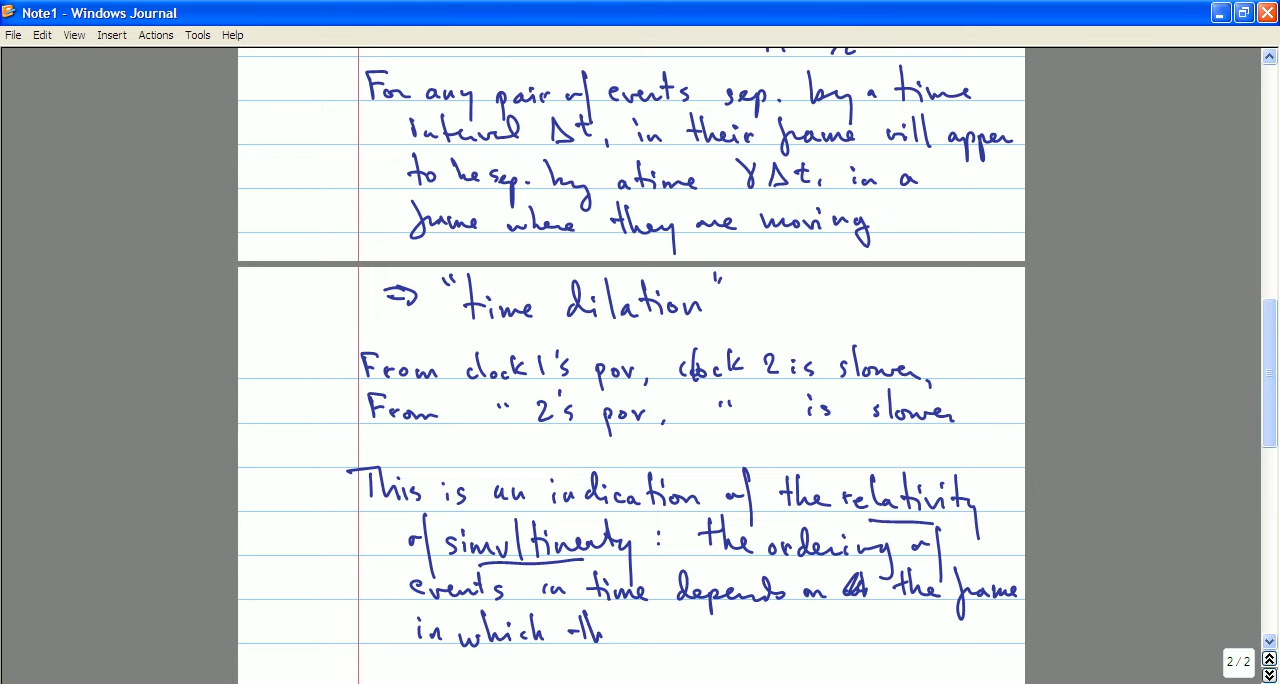 Note1 - Windows Journal
File Edit View Insert Actions Tools Help
For any pair of events sep. by a time
interval Δt, in their frame will apper
to be sep. by a time γΔt, in a
frame where they are moving
⇒ "time dilation"
From clock 1's pov, clock 2 is slower,
From " 2's pov, " is slower
This is an indication of the relativity
of simultinenty: the ordering of
events in time depends on the frame
in which th
2 / 2